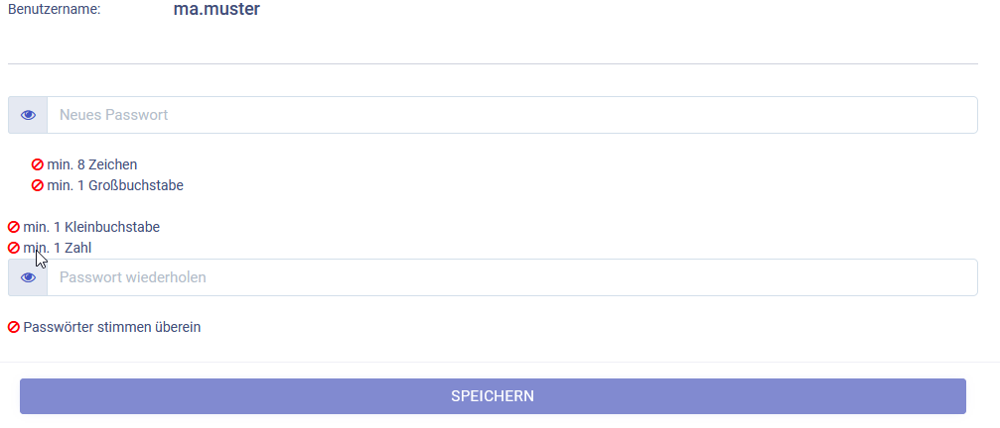 Benutzername: ma.muster
Neues Passwort
min. 8 Zeichen
min. 1 Großbuchstabe
min. 1 Kleinbuchstabe
min. 1 Zahl
Passwort wiederholen
Passwörter stimmen überein
SPEICHERN